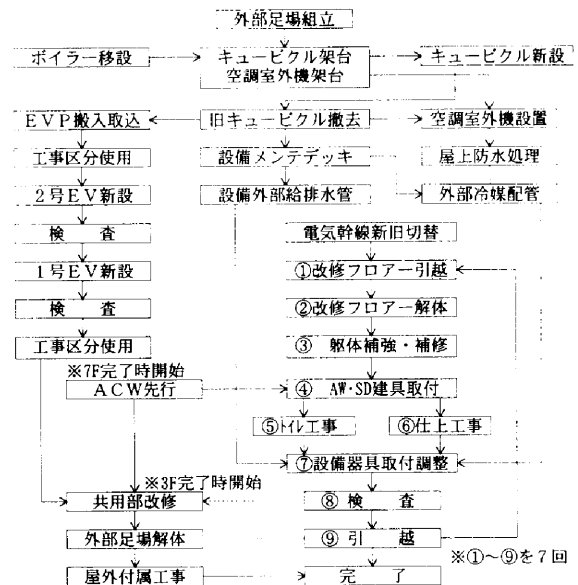 外部足場組立
ボイラー移設
キュービクル架台
空調室外機架台
キュービクル新設
EVP搬入取込
旧キュービクル撤去
空調室外機設置
工事区分使用
設備メンテデッキ
屋上防水処理
2号EV新設
設備外部給排水管
外部冷媒配管
検 査
電気幹線新旧切替
1号EV新設
①改修フロアー引越
検 査
②改修フロアー解体
工事区分使用
③ 躯体補強・補修
※7F完了時開始
ACW先行
④ AW・SD建具取付
⑤トイレ工事
⑥仕上工事
⑦設備器具取付調整
※3F完了時開始
共用部改修
⑧ 検 査
外部足場解体
⑨ 引 越
※①～⑨を7回
屋外付属工事
完 了